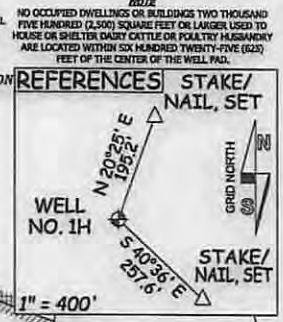 NOTE
NO OCCUPIED DWELLINGS OR BUILDINGS TWO THOUSAND
FIVE HUNDRED (2,500) SQUARE FEET OR LARGER USED TO
HOUSE OR SHELTER DAIRY CATTLE OR POULTRY HUSBANDRY
ARE LOCATED WITHIN SIX HUNDRED TWENTY-FIVE (625)
FEET OF THE CENTER OF THE WELL PAD.
REFERENCES
STAKE/
NAIL, SET
N 20°25' E
195.2'
GRID NORTH
N
S
WELL
NO. 1H
S 40°36' E
257.6'
STAKE/
NAIL, SET
1" = 400'